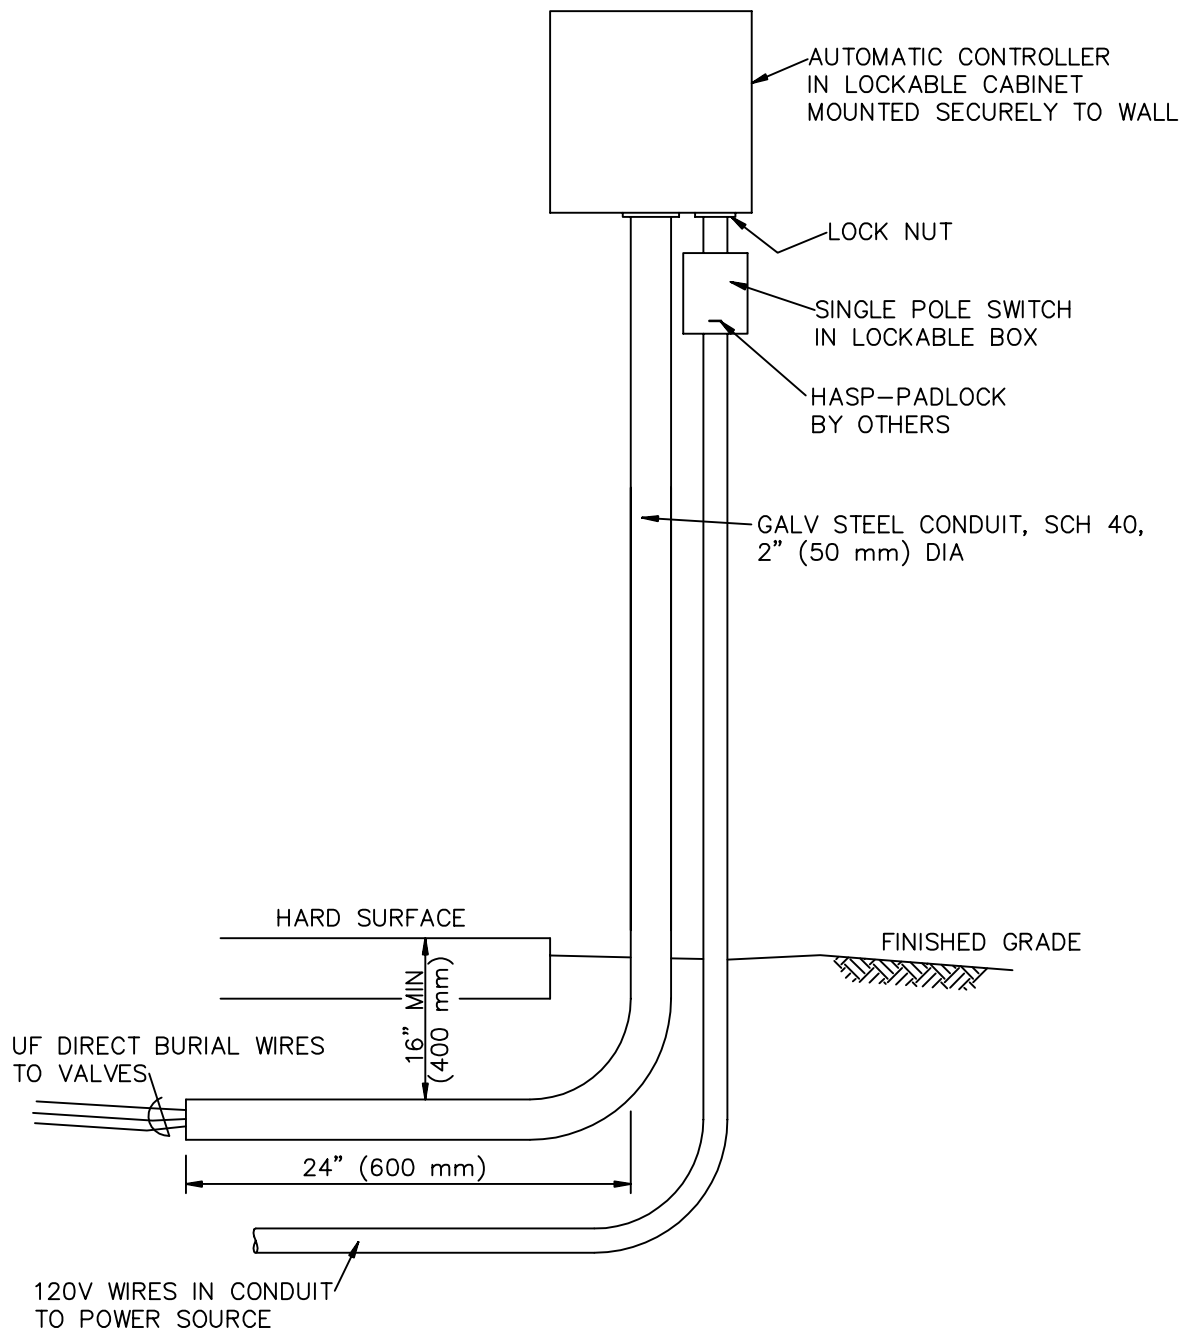 AUTOMATIC CONTROLLER
IN LOCKABLE CABINET
MOUNTED SECURELY TO WALL
LOCK NUT
SINGLE POLE SWITCH
IN LOCKABLE BOX
HASP-PADLOCK
BY OTHERS
GALV STEEL CONDUIT, SCH 40,
2" (50 mm) DIA
HARD SURFACE
FINISHED GRADE
16" MIN
(400 mm)
UF DIRECT BURIAL WIRES
TO VALVES
24" (600 mm)
120V WIRES IN CONDUIT
TO POWER SOURCE